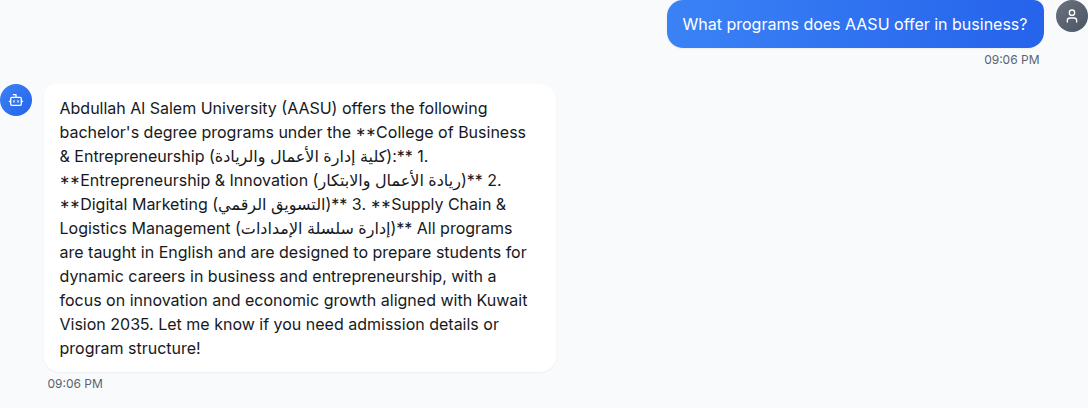 What programs does AASU offer in business?
09:06 PM
Abdullah Al Salem University (AASU) offers the following
bachelor's degree programs under the **College of Business
& Entrepreneurship (كلية إدارة الأعمال والريادة):** 1.
**Entrepreneurship & Innovation (ريادة الأعمال والابتكار)** 2.
**Digital Marketing (التسويق الرقمي)** 3. **Supply Chain &
Logistics Management (إدارة سلسلة الإمدادات)** All programs
are taught in English and are designed to prepare students for
dynamic careers in business and entrepreneurship, with a
focus on innovation and economic growth aligned with Kuwait
Vision 2035. Let me know if you need admission details or
program structure!
09:06 PM